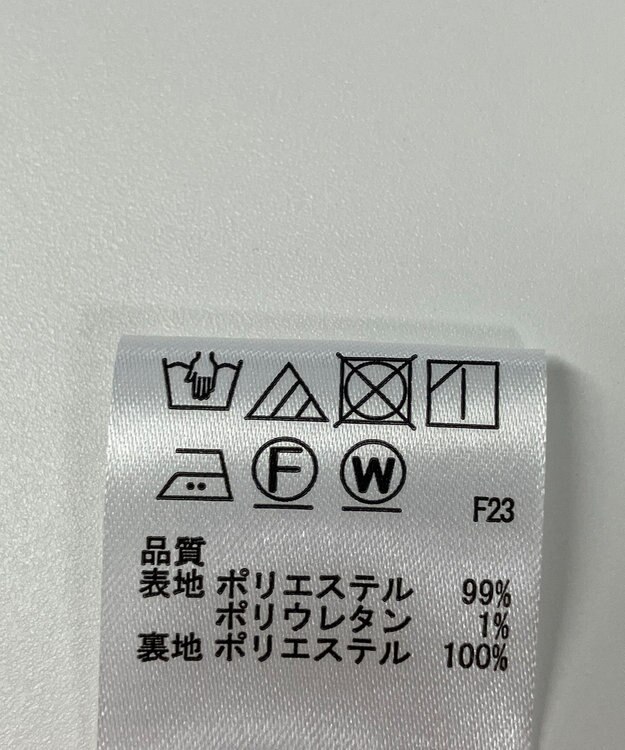 F W F23
品質
表地 ポリエステル 99%
ポリウレタン 1%
裏地 ポリエステル 100%